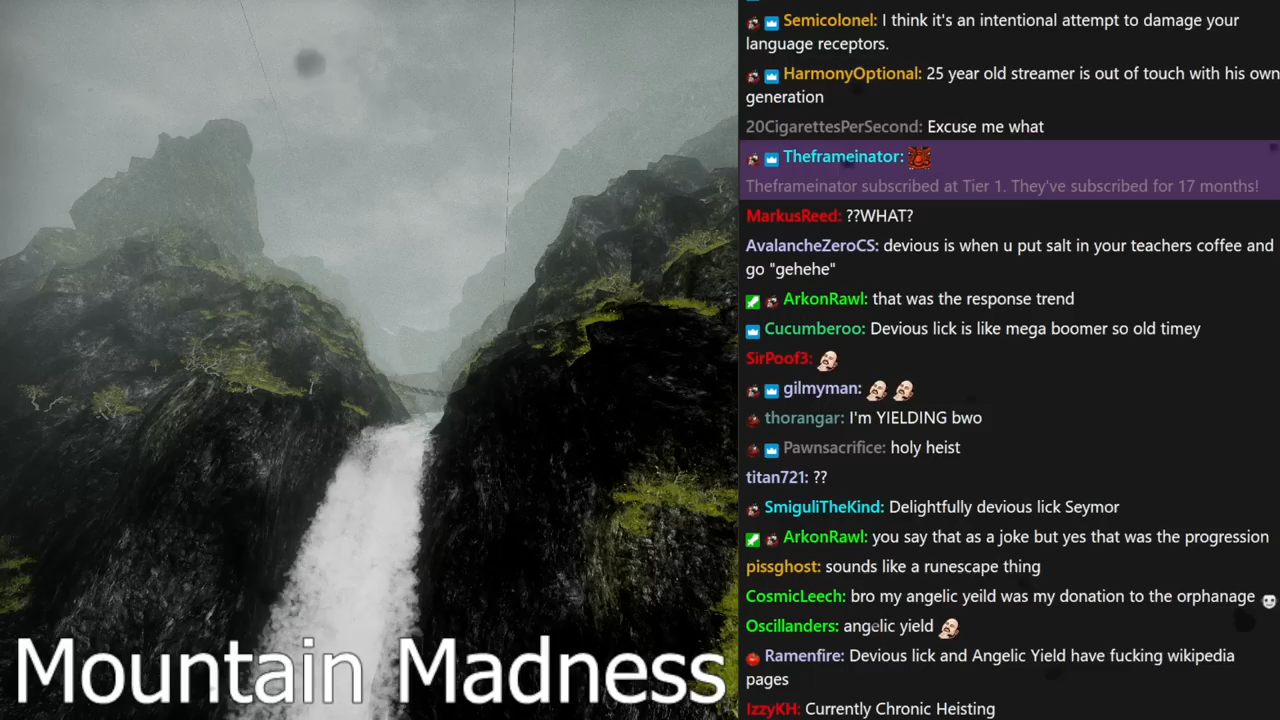 Semicolonel: I think it's an intentional attempt to damage your
language receptors.
HarmonyOptional: 25 year old streamer is out of touch with his own
generation
20CigarettesPerSecond: Excuse me what
Theframeinator:
Theframeinator subscribed at Tier 1. They've subscribed for 17 months!
MarkusReed: ??WHAT?
AvalancheZeroCS: devious is when u put salt in your teachers coffee and
go "gehehe"
ArkonRawl: that was the response trend
Cucumberoo: Devious lick is like mega boomer so old timey
SirPoof3:
gilmyman:
thorangar: I'm YIELDING bwo
Pawnsacrifice: holy heist
titan721: ??
SmiguliTheKind: Delightfully devious lick Seymor
ArkonRawl: you say that as a joke but yes that was the progression
pissghost: sounds like a runescape thing
CosmicLeech: bro my angelic yeild was my donation to the orphanage
Oscillanders: angelic yield
Ramenfire: Devious lick and Angelic Yield have fucking wikipedia
pages
IzzyKH: Currently Chronic Heisting
Mountain Madness